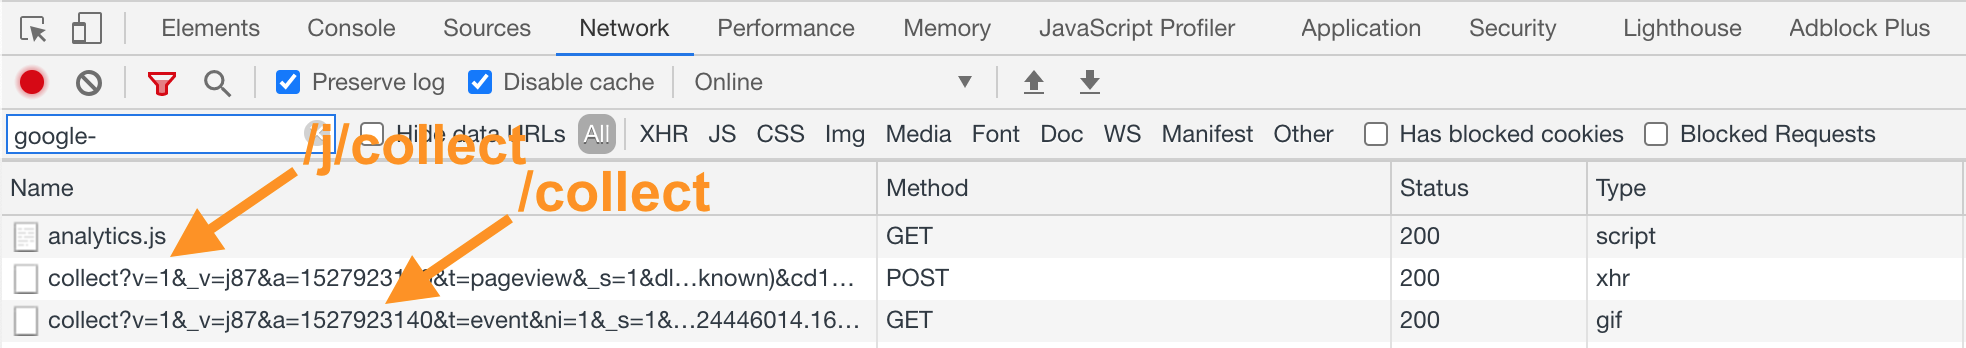 Elements Console Sources Network Performance Memory JavaScript Profiler Application Security Lighthouse Adblock Plus
Preserve log Disable cache Online
google- Hide data URLs All XHR JS CSS Img Media Font Doc WS Manifest Other Has blocked cookies Blocked Requests
/j/collect
/collect
Name Method Status Type
analytics.js GET 200 script
collect?v=1&_v=j87&a=1527923140&t=pageview&_s=1&dl…known)&cd1… POST 200 xhr
collect?v=1&_v=j87&a=1527923140&t=event&ni=1&_s=1&…24446014.16… GET 200 gif